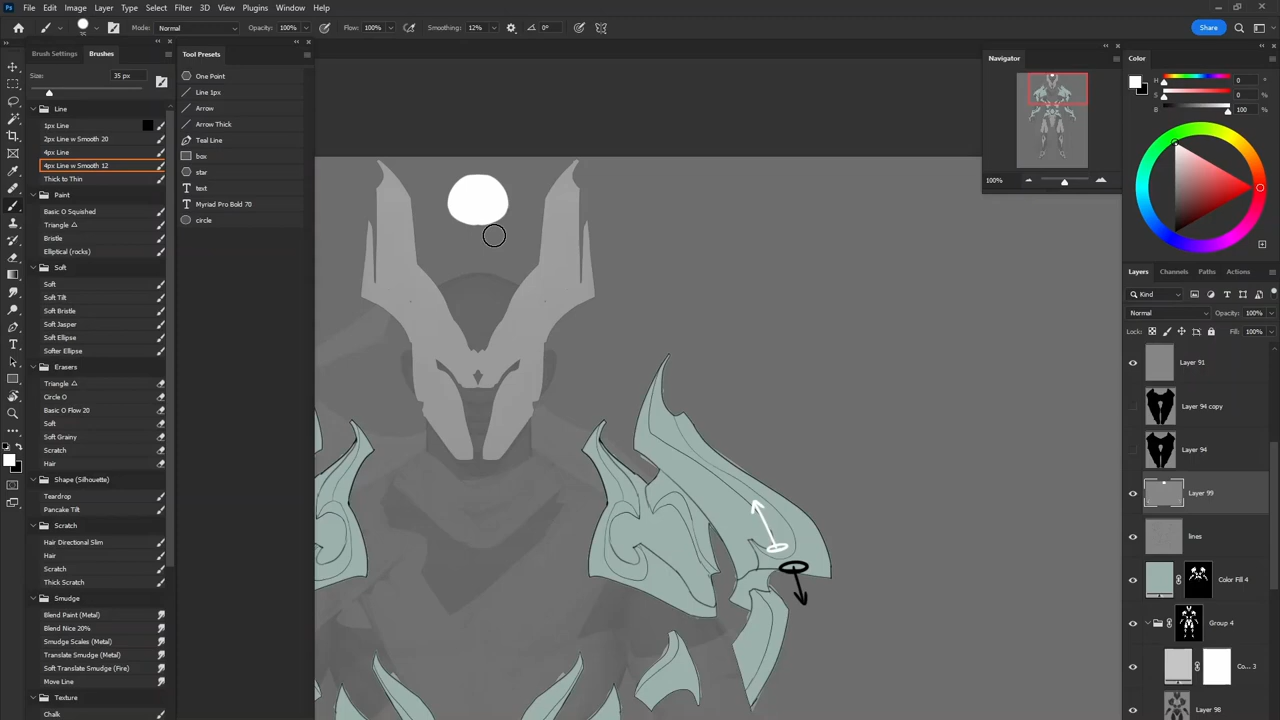 File Edit Image Layer Type Select Filter 3D View Plugins Window Help
Mode: Normal Opacity: 100% Flow: 100% Smoothing: 12% 0° Share
Brush Settings Brushes
Size: 35 px
Line
1px Line
2px Line w Smooth 20
4px Line
4px Line w Smooth 12
Thick to Thin
Paint
Basic O Squished
Triangle
Bristle
Elliptical (rocks)
Soft
Soft
Soft Tilt
Soft Bristle
Soft Jasper
Soft Ellipse
Softer Ellipse
Erasers
Triangle
Circle O
Basic O Flow 20
Soft
Soft Grainy
Scratch
Hair
Shape (Silhouette)
Teardrop
Pancake Tilt
Scratch
Hair Directional Slim
Hair
Scratch
Thick Scratch
Smudge
Blend Paint (Metal)
Blend Nice 20%
Smudge Scales (Metal)
Translate Smudge (Metal)
Soft Translate Smudge (Fire)
Move Line
Texture
Chalk
Tool Presets
One Point
Line 1px
Arrow
Arrow Thick
Teal Line
box
star
text
Myriad Pro Bold 70
circle
Navigator
100%
Color
H 0 °
S 0 %
B 100 %
Layers Channels Paths Actions
Kind
Normal Opacity: 100%
Lock: Fill: 100%
Layer 91
Layer 94 copy
Layer 94
Layer 99
lines
Color Fill 4
Group 4
Co... 3
Layer 98